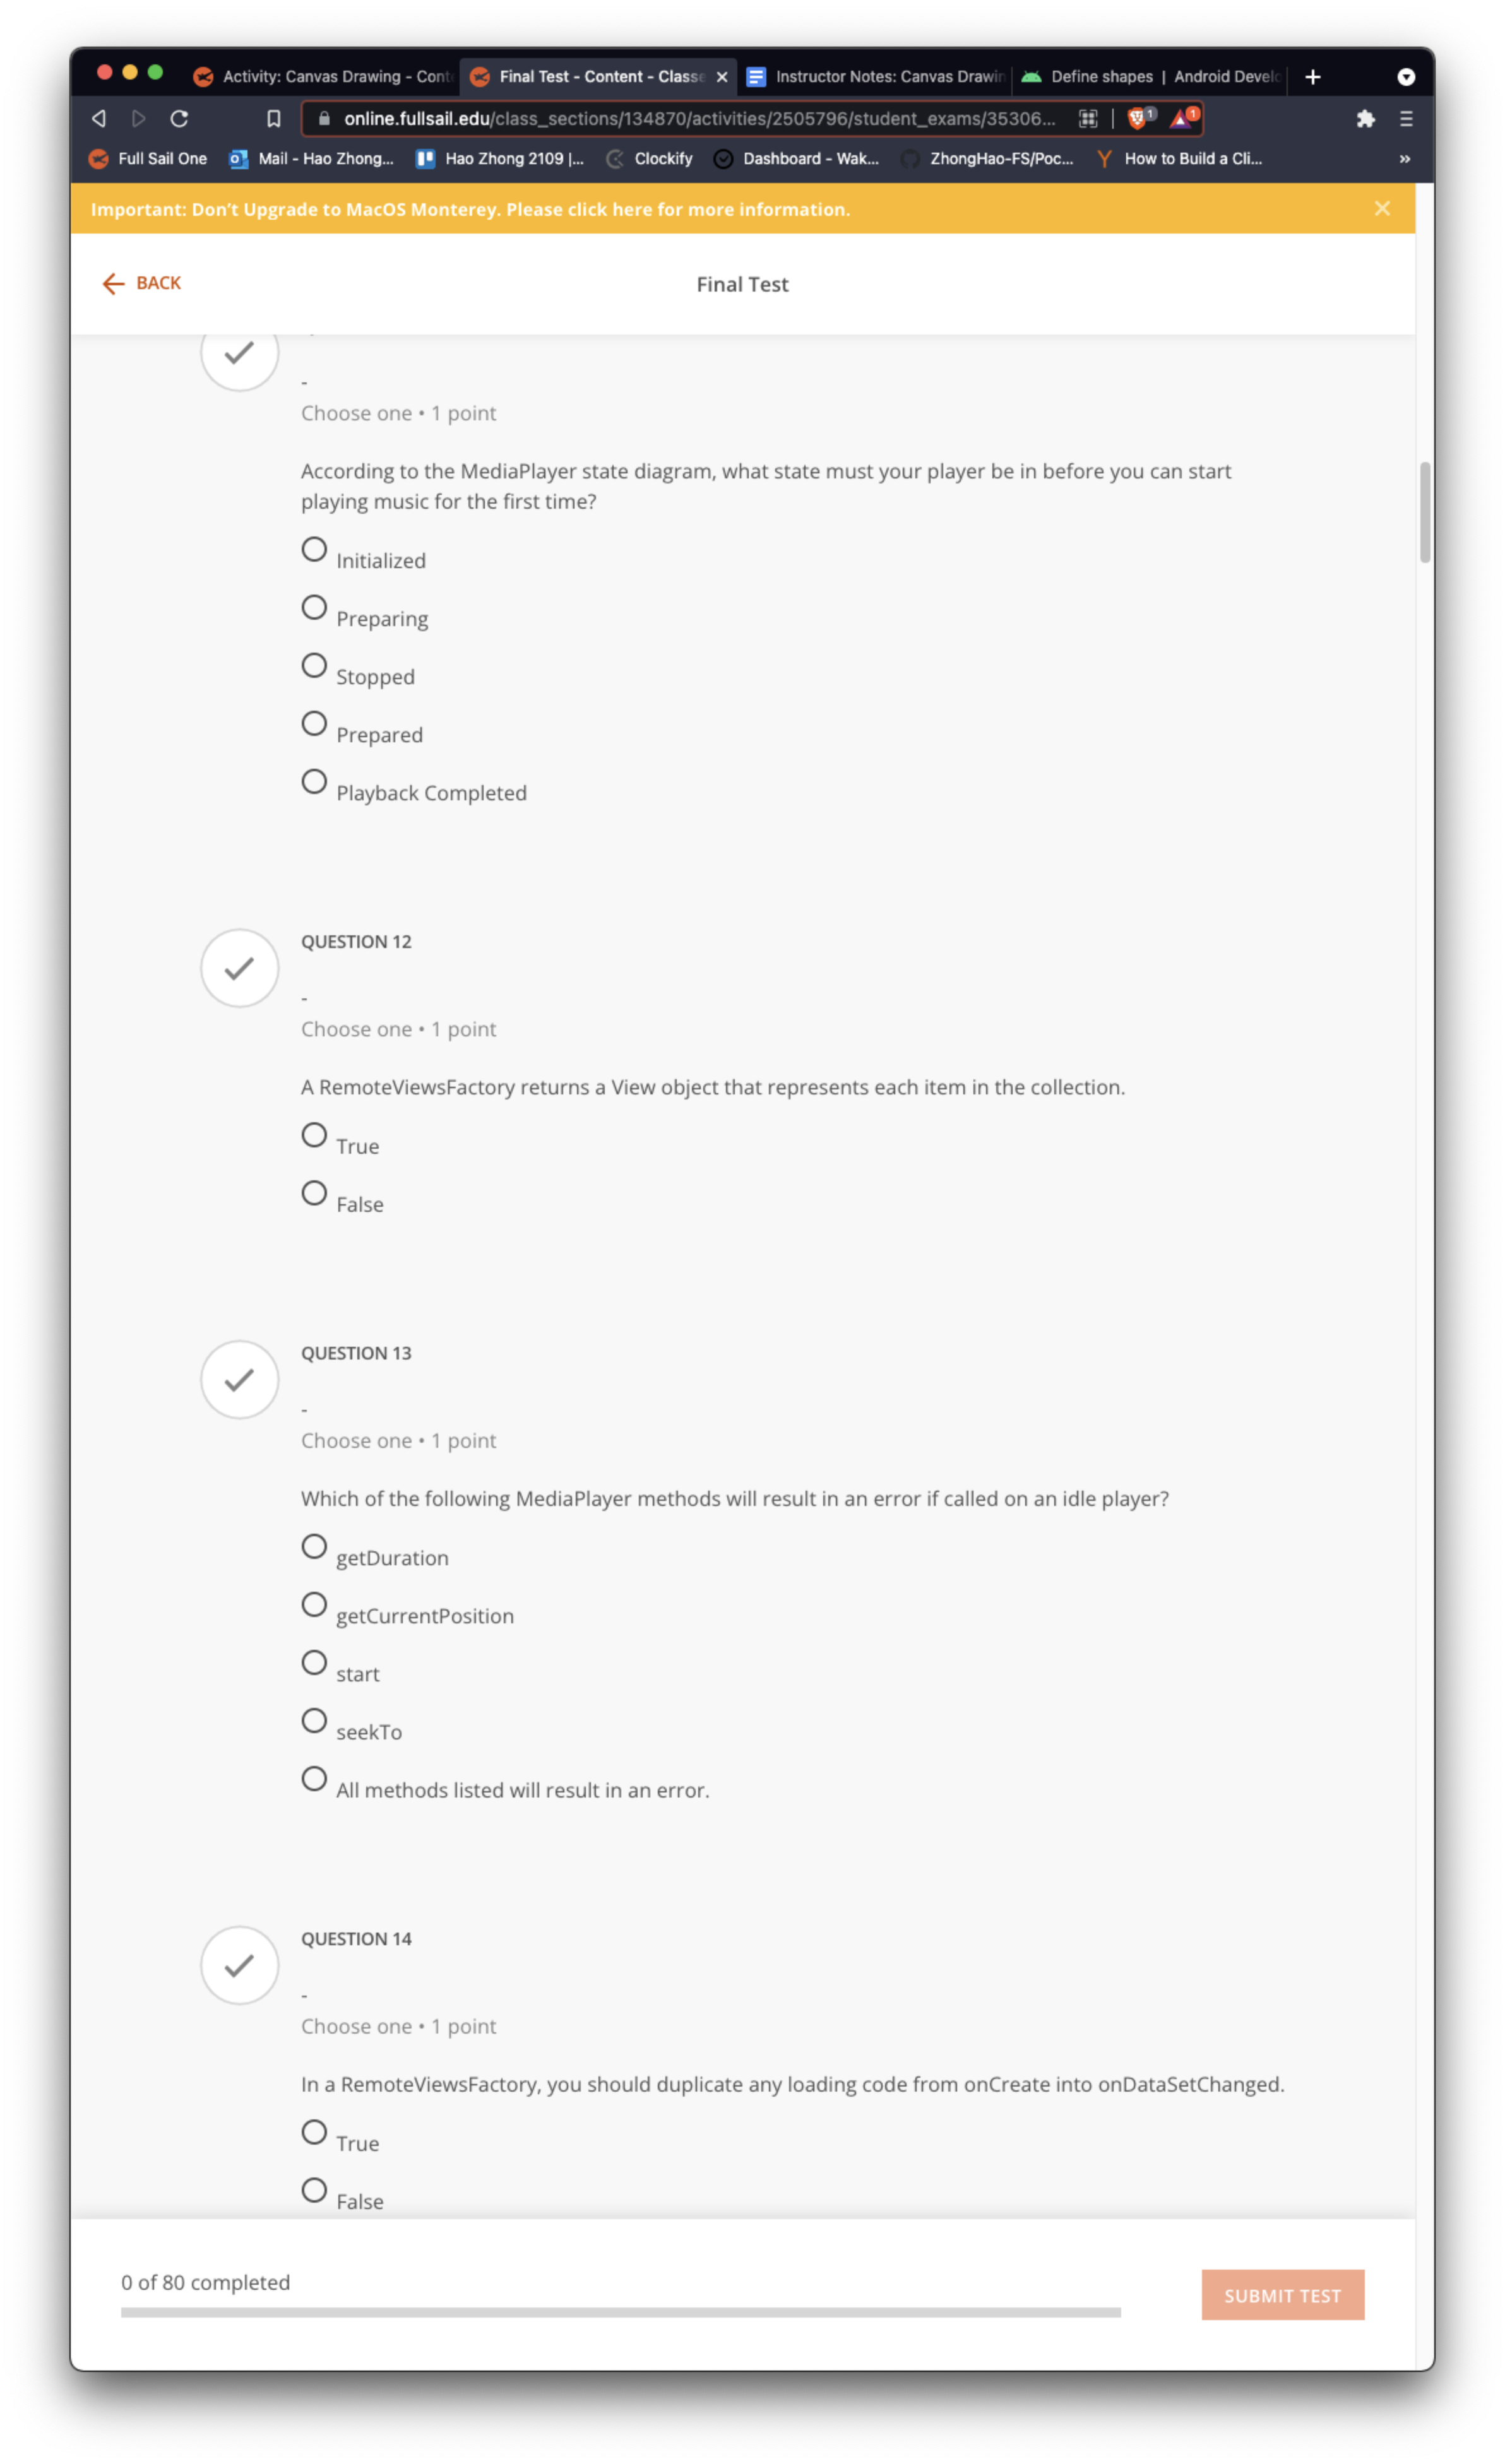 Activity: Canvas Drawing - Conte
Final Test - Content - Classe
Instructor Notes: Canvas Drawin
Define shapes | Android Develo
online.fullsail.edu/class_sections/134870/activities/2505796/student_exams/35306...
1
1
Full Sail One
Mail - Hao Zhong...
Hao Zhong 2109 |...
Clockify
Dashboard - Wak...
ZhongHao-FS/Poc...
How to Build a Cli...
»
Important: Don't Upgrade to MacOS Monterey. Please click here for more information.
BACK
Final Test
-
Choose one • 1 point
According to the MediaPlayer state diagram, what state must your player be in before you can start
playing music for the first time?
Initialized
Preparing
Stopped
Prepared
Playback Completed
QUESTION 12
-
Choose one • 1 point
A RemoteViewsFactory returns a View object that represents each item in the collection.
True
False
QUESTION 13
-
Choose one • 1 point
Which of the following MediaPlayer methods will result in an error if called on an idle player?
getDuration
getCurrentPosition
start
seekTo
All methods listed will result in an error.
QUESTION 14
-
Choose one • 1 point
In a RemoteViewsFactory, you should duplicate any loading code from onCreate into onDataSetChanged.
True
False
0 of 80 completed
SUBMIT TEST